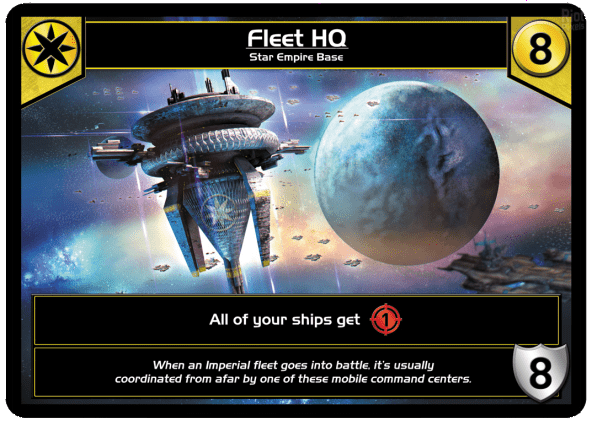 Fleet HQ
Star Empire Base
8
All of your ships get 1
When an Imperial fleet goes into battle, it's usually
coordinated from afar by one of these mobile command centers.
8